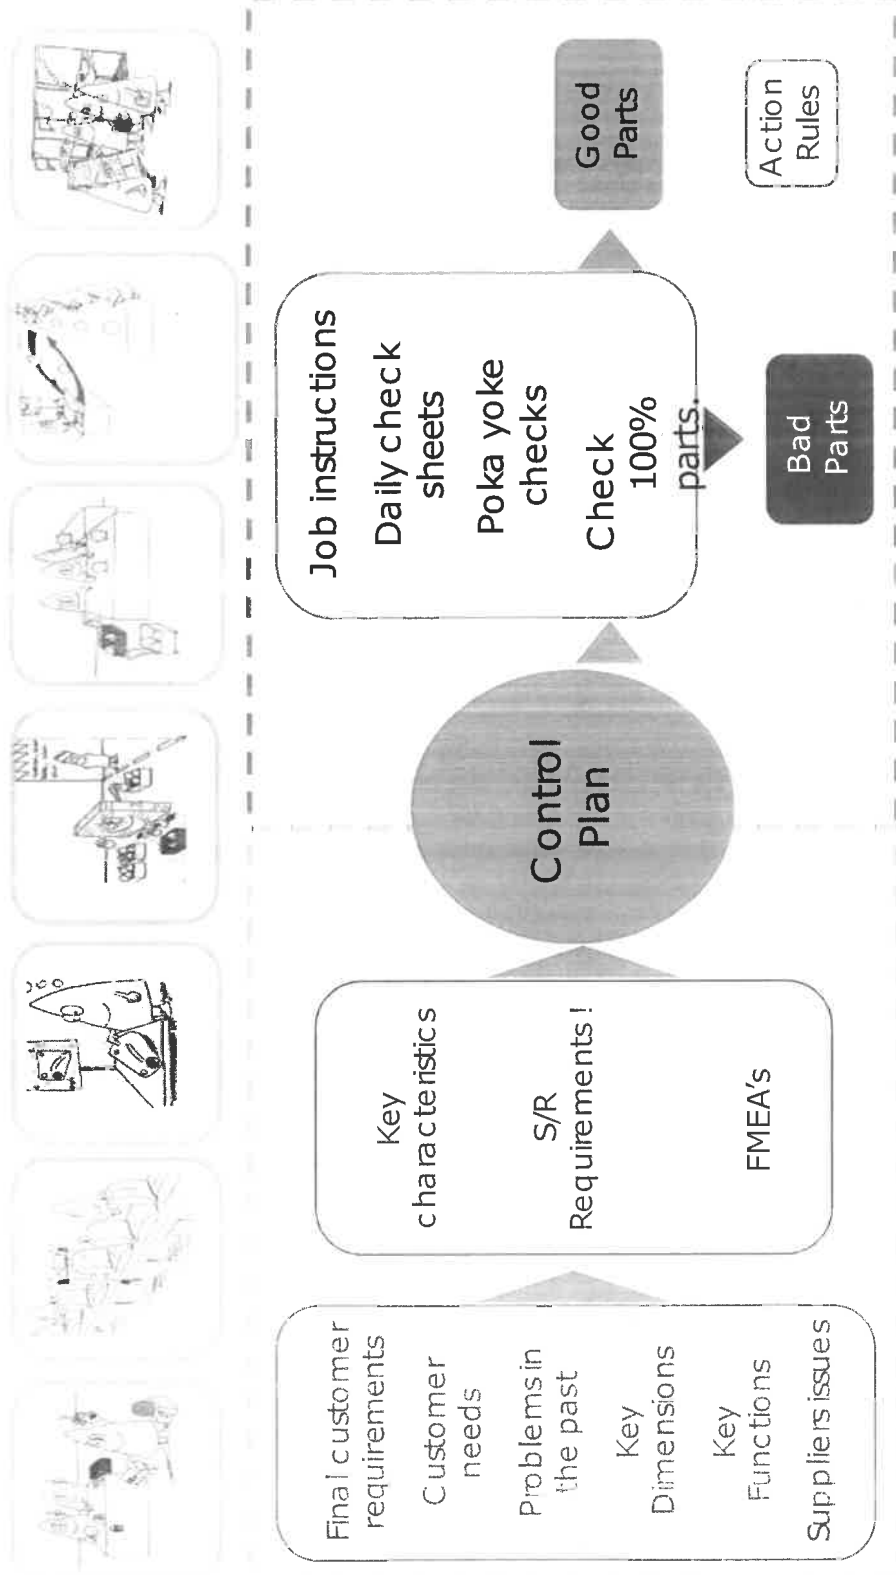 Final customer
requirements
Customer
needs
Problems in
the past
Key
Dimensions
Key
Functions
Suppliers issues
Key
characteristics
S/R
Requirements!
FMEA's
Control
Plan
Job instructions
Daily check
sheets
Poka yoke
checks
Check
100%
parts.
Good
Parts
Bad
Parts
Action
Rules